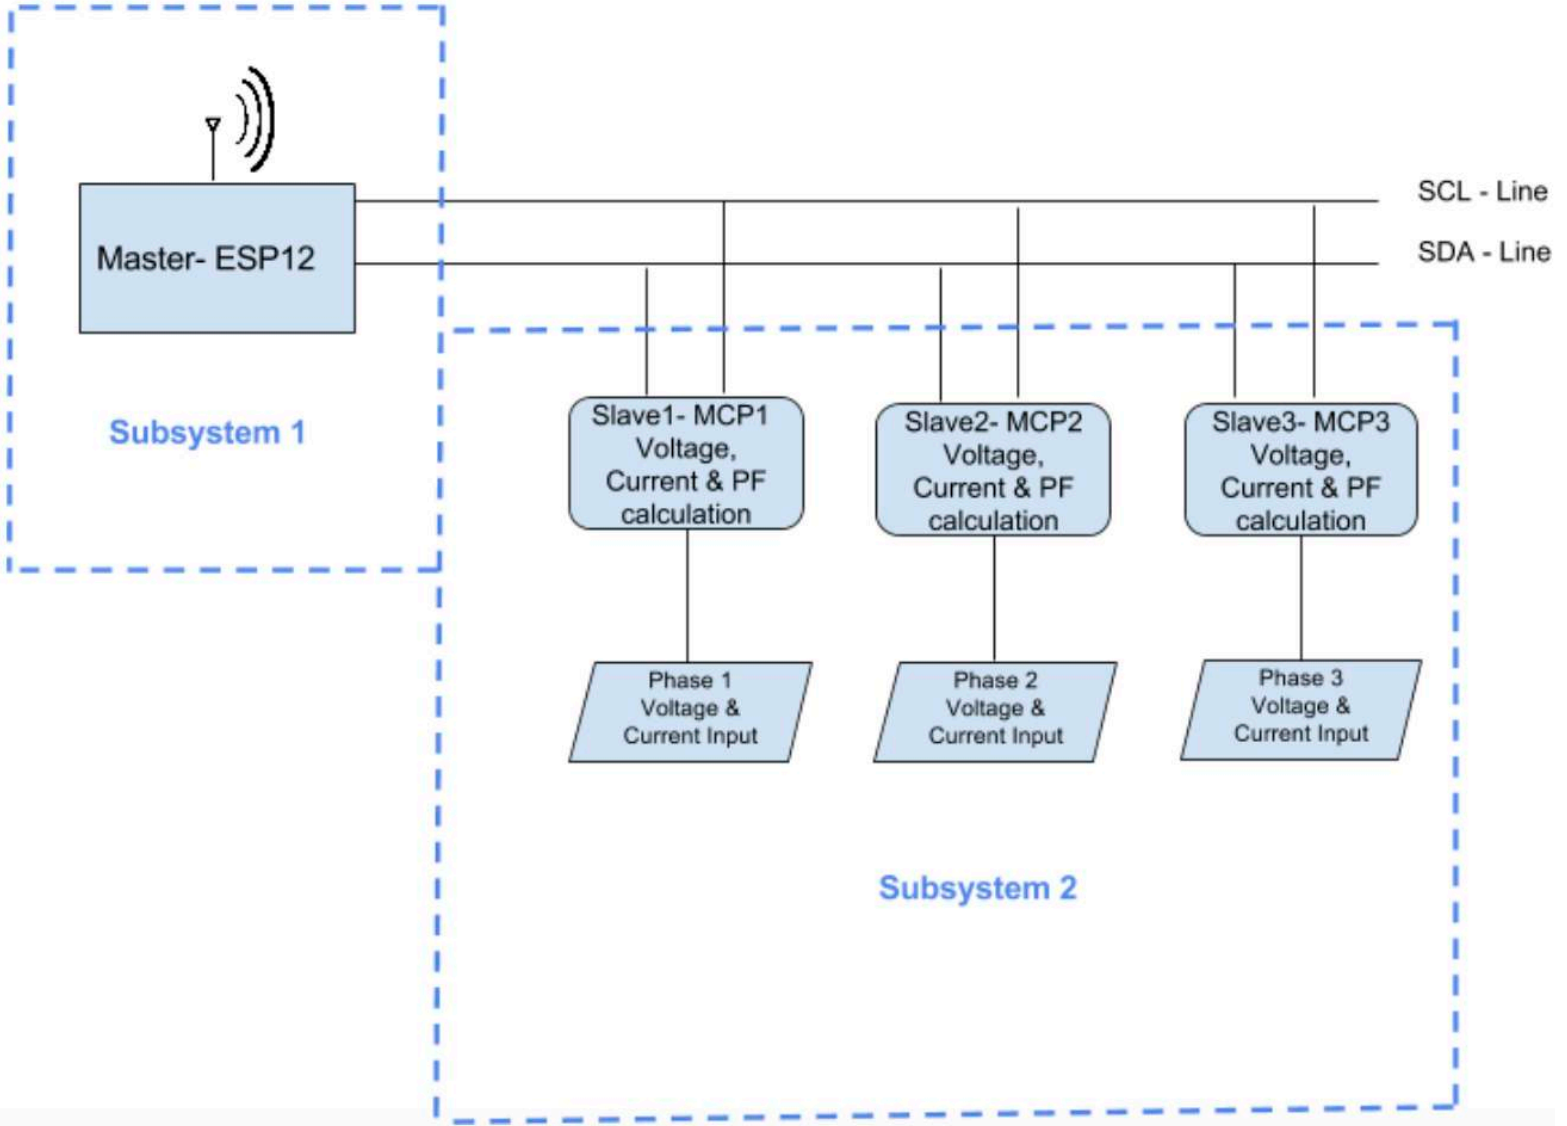 SCL - Line
Master- ESP12
SDA - Line
Subsystem 1
Slave1- MCP1
Voltage,
Current & PF
calculation
Slave2- MCP2
Voltage,
Current & PF
calculation
Slave3- MCP3
Voltage,
Current & PF
calculation
Phase 1
Voltage &
Current Input
Phase 2
Voltage &
Current Input
Phase 3
Voltage &
Current Input
Subsystem 2